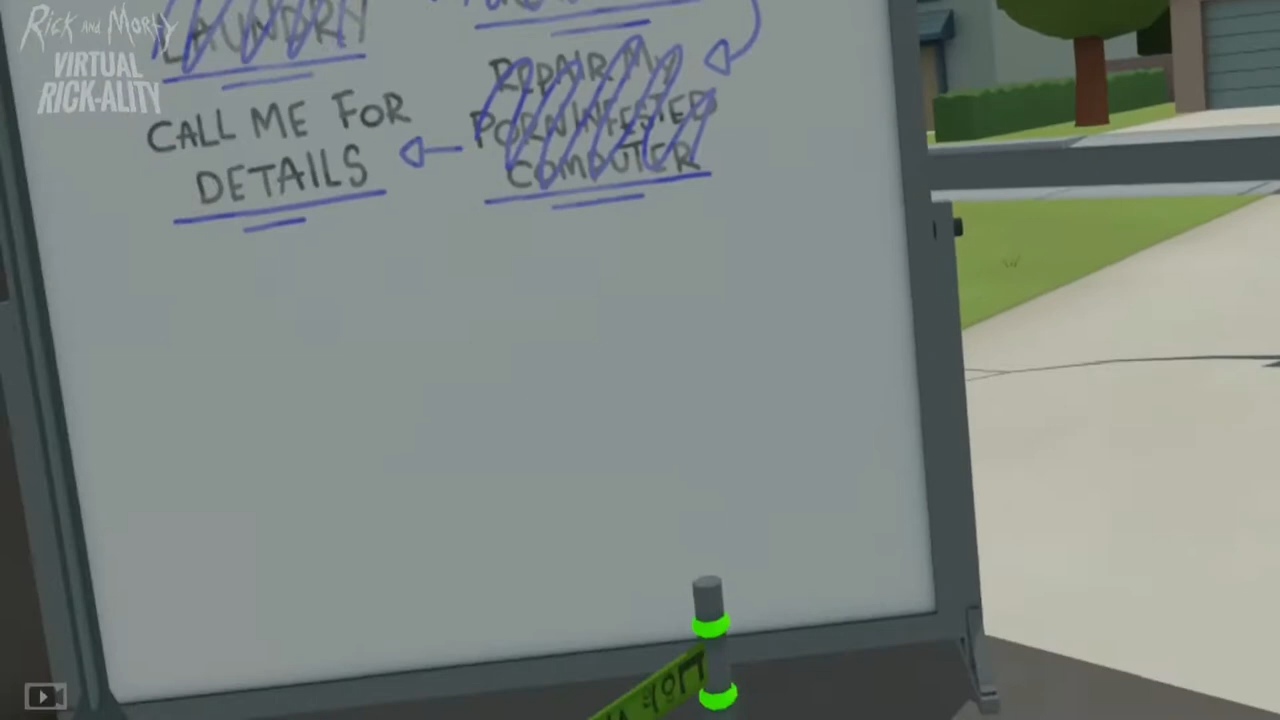 Rick and Morty
VIRTUAL
RICK-ALITY
LAUNDRY
CALL ME FOR
DETAILS
REPAIR MY
PORN INFESTED
COMPUTER